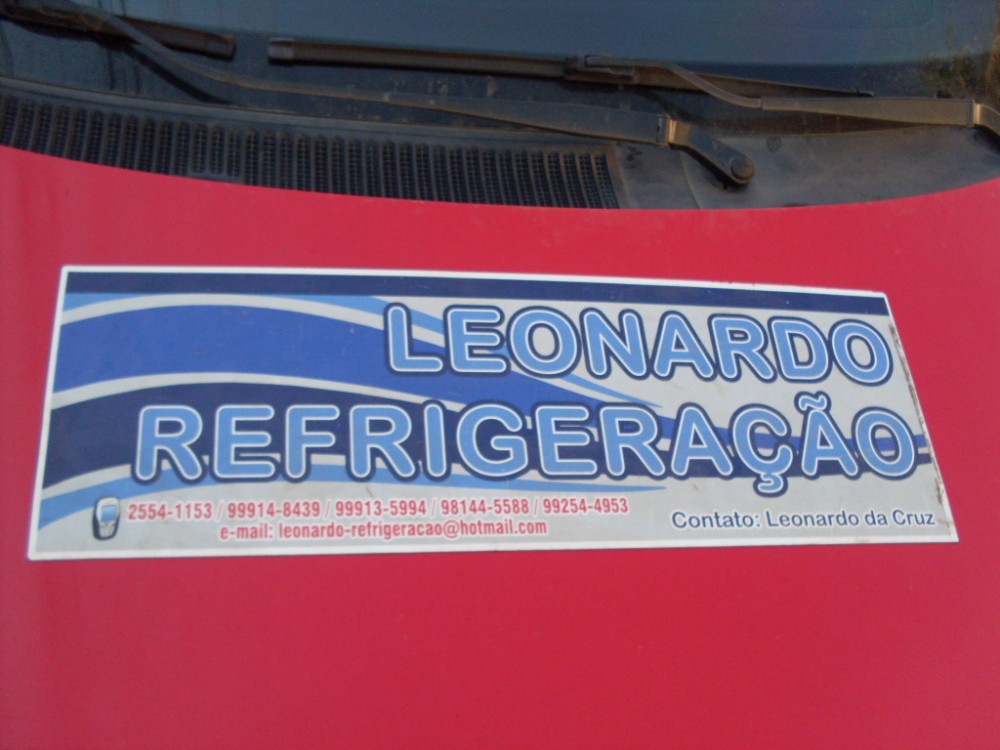 LEONARDO
REFRIGERAÇÃO
2554-1153 / 99914-8439 / 99913-5994 / 98144-5588 / 99254-4953
e-mail: leonardo-refrigeracao@hotmail.com
Contato: Leonardo da Cruz